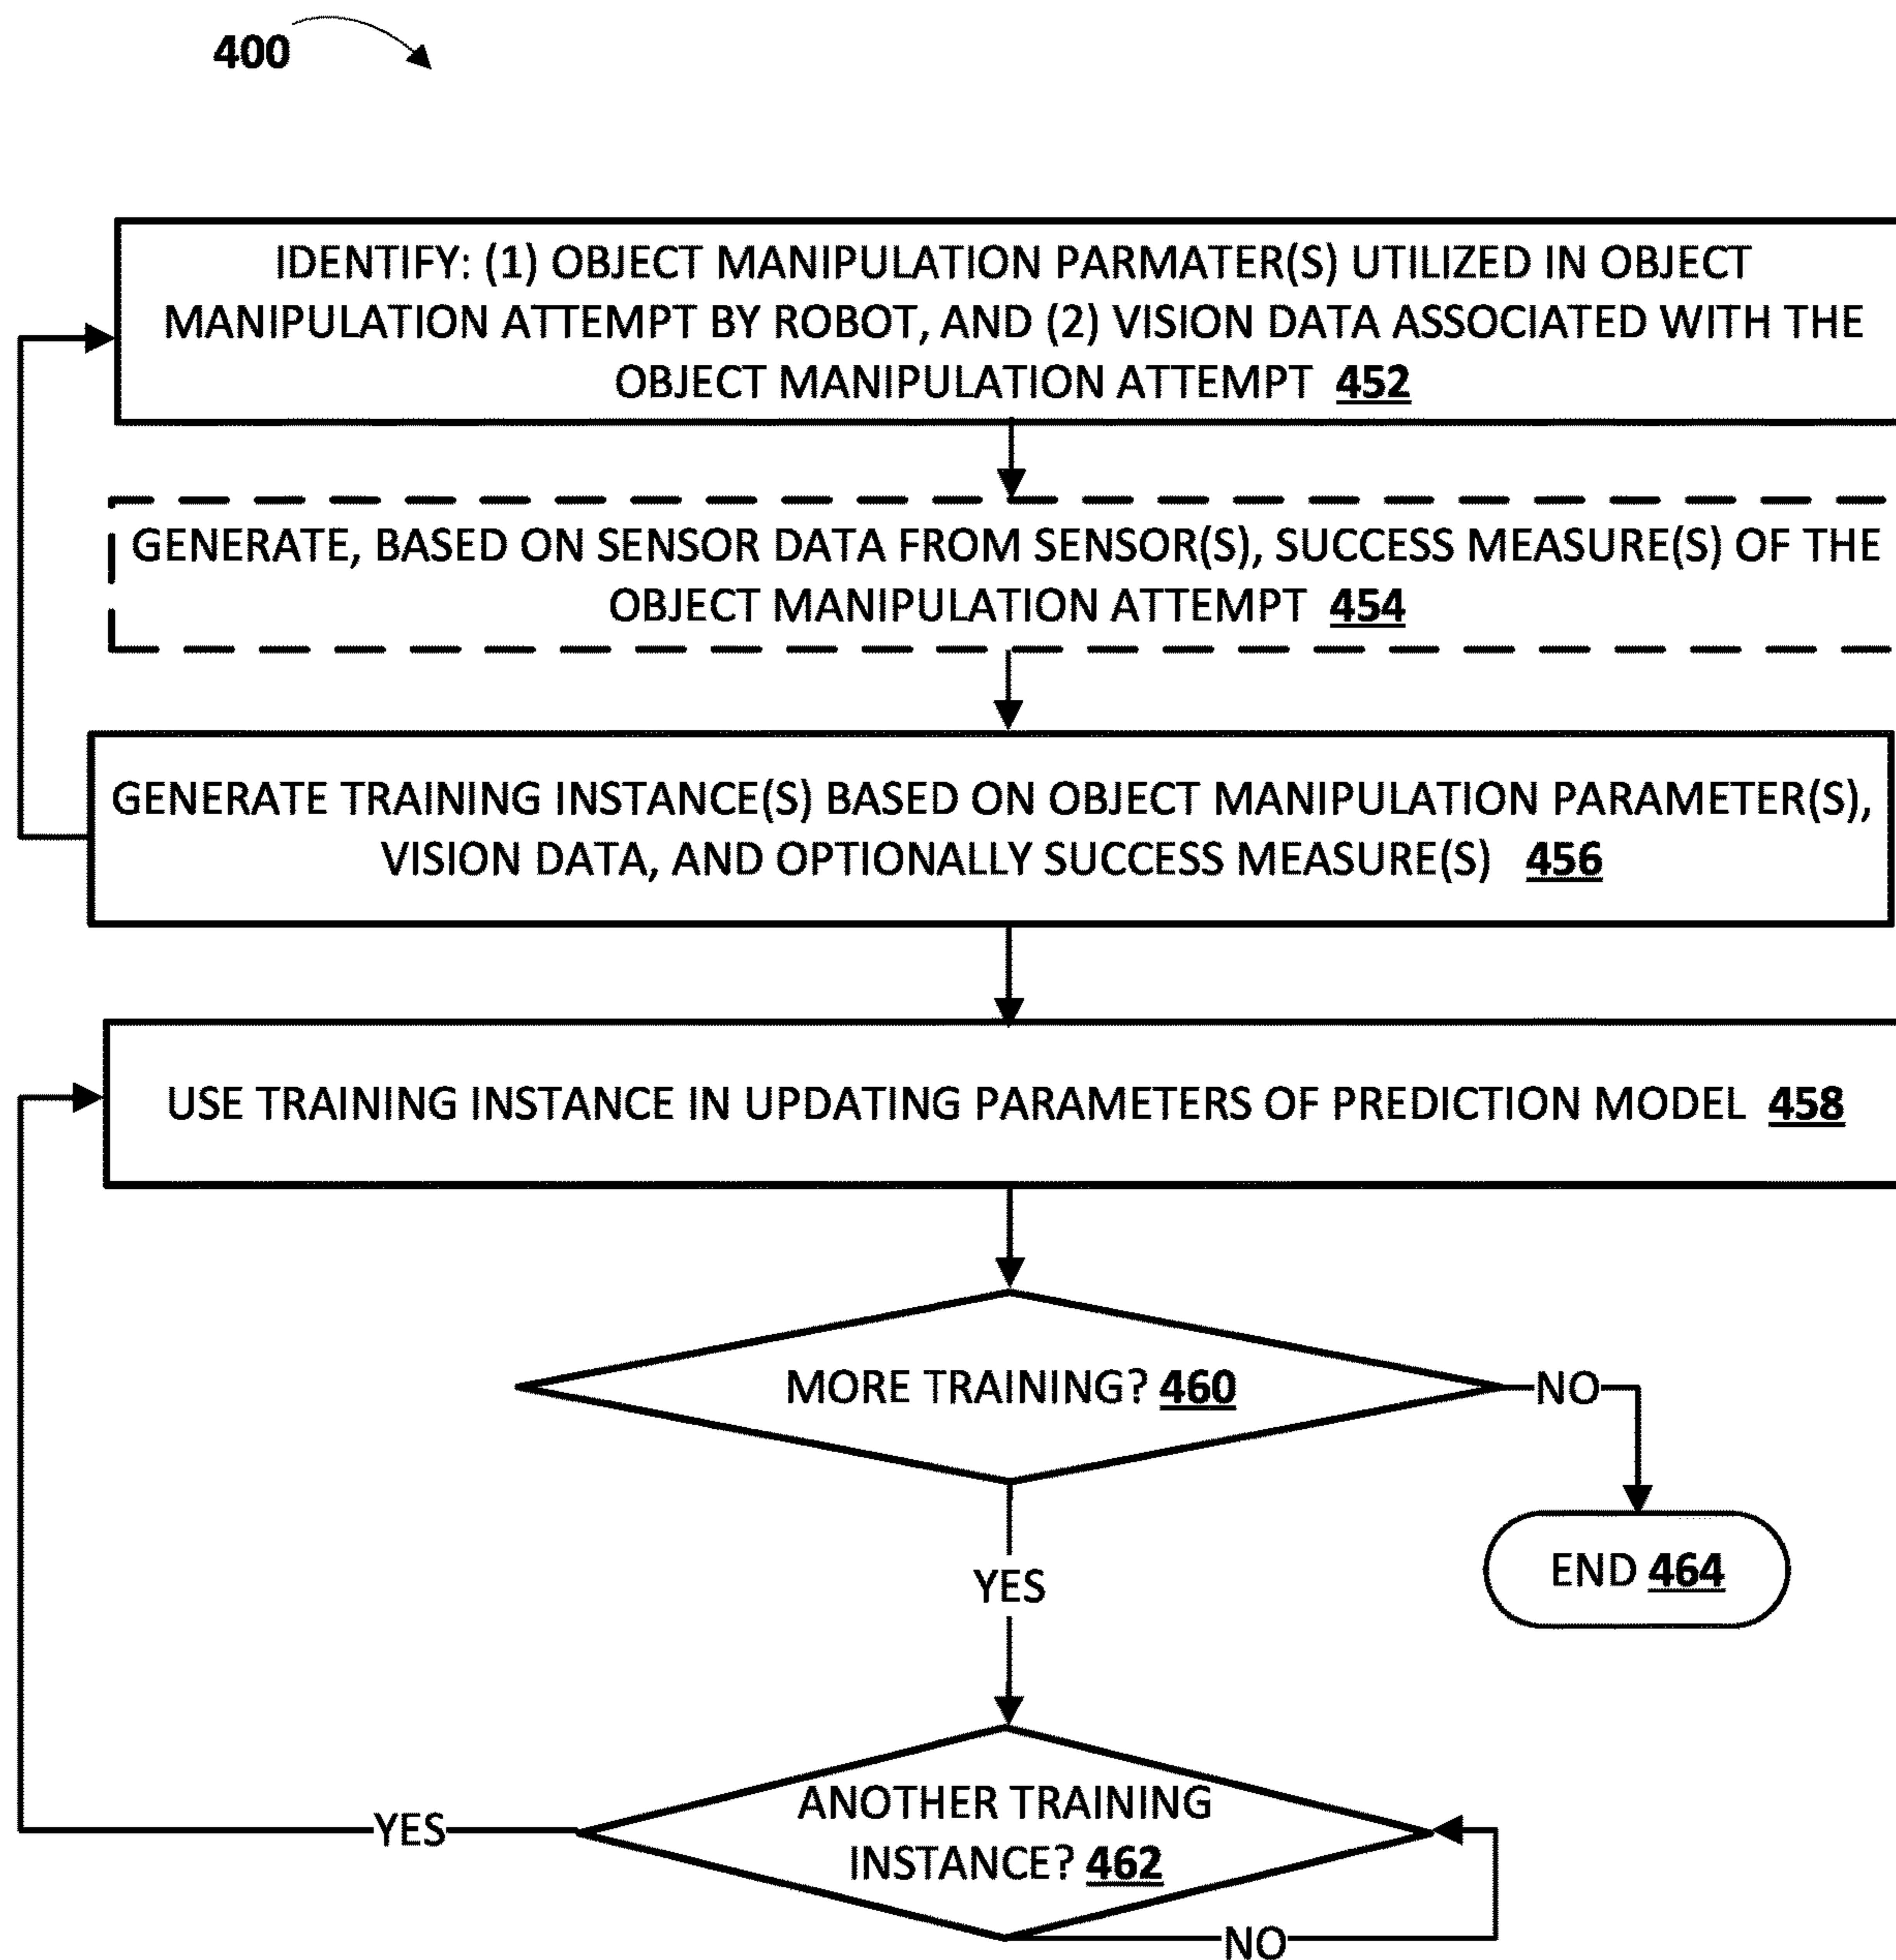 400
IDENTIFY: (1) OBJECT MANIPULATION PARMATER(S) UTILIZED IN OBJECT
MANIPULATION ATTEMPT BY ROBOT, AND (2) VISION DATA ASSOCIATED WITH THE
OBJECT MANIPULATION ATTEMPT 452
GENERATE, BASED ON SENSOR DATA FROM SENSOR(S), SUCCESS MEASURE(S) OF THE
OBJECT MANIPULATION ATTEMPT 454
GENERATE TRAINING INSTANCE(S) BASED ON OBJECT MANIPULATION PARAMETER(S),
VISION DATA, AND OPTIONALLY SUCCESS MEASURE(S) 456
USE TRAINING INSTANCE IN UPDATING PARAMETERS OF PREDICTION MODEL 458
MORE TRAINING? 460
NO
END 464
YES
ANOTHER TRAINING
INSTANCE? 462
YES
NO